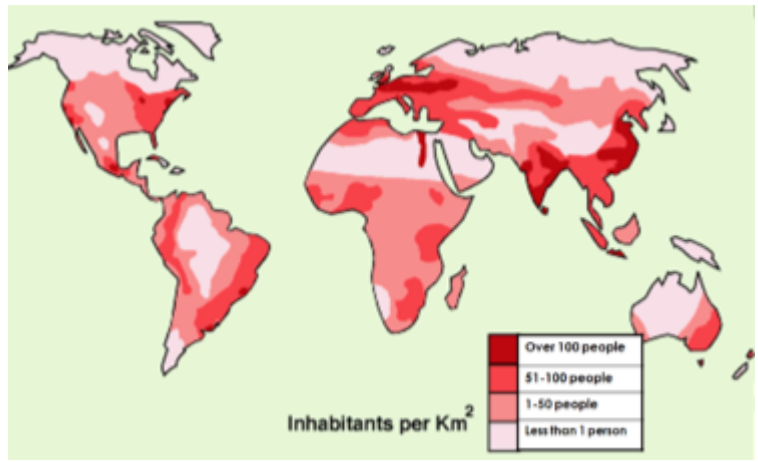 Over 100 people
51-100 people
1-50 people
Less than 1 person
Inhabitants per Km²